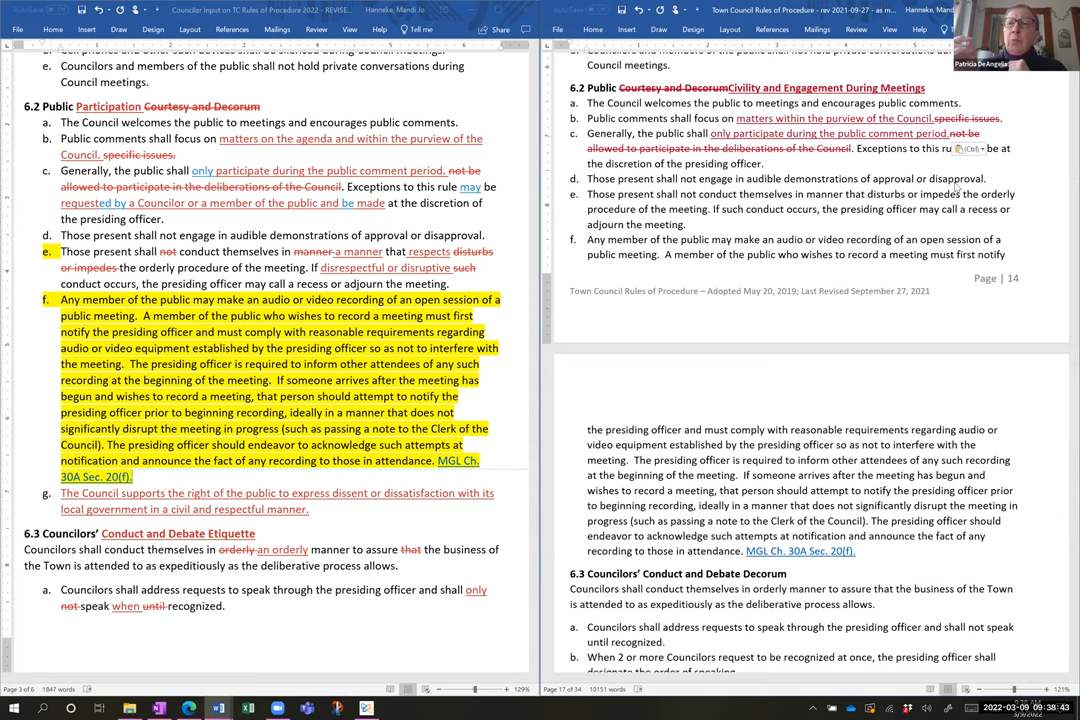 AutoSave Off Councilor Input on TC Rules of Procedure 2022 - REVISE... Hanneke, Mandi Jo
File Home Insert Draw Design Layout References Mailings Review View Help Tell me Share
e. Councilors and members of the public shall not hold private conversations during
Council meetings.
6.2 Public Participation Courtesy and Decorum
a. The Council welcomes the public to meetings and encourages public comments.
b. Public comments shall focus on matters on the agenda and within the purview of the
Council. specific issues.
c. Generally, the public shall only participate during the public comment period. not be
allowed to participate in the deliberations of the Council. Exceptions to this rule may be
requested by a Councilor or a member of the public and be made at the discretion of
the presiding officer.
d. Those present shall not engage in audible demonstrations of approval or disapproval.
e. Those present shall not conduct themselves in manner a manner that respects disturbs
or impedes the orderly procedure of the meeting. If disrespectful or disruptive such
conduct occurs, the presiding officer may call a recess or adjourn the meeting.
f. Any member of the public may make an audio or video recording of an open session of a
public meeting. A member of the public who wishes to record a meeting must first
notify the presiding officer and must comply with reasonable requirements regarding
audio or video equipment established by the presiding officer so as not to interfere with
the meeting. The presiding officer is required to inform other attendees of any such
recording at the beginning of the meeting. If someone arrives after the meeting has
begun and wishes to record a meeting, that person should attempt to notify the
presiding officer prior to beginning recording, ideally in a manner that does not
significantly disrupt the meeting in progress (such as passing a note to the Clerk of the
Council). The presiding officer should endeavor to acknowledge such attempts at
notification and announce the fact of any recording to those in attendance. MGL Ch.
30A Sec. 20(f).
g. The Council supports the right of the public to express dissent or dissatisfaction with its
local government in a civil and respectful manner.
6.3 Councilors' Conduct and Debate Etiquette
Councilors shall conduct themselves in orderly an orderly manner to assure that the business of
the Town is attended to as expeditiously as the deliberative process allows.
a. Councilors shall address requests to speak through the presiding officer and shall only
not speak when until recognized.
Page 3 of 6 1847 words 129%
AutoSave Off Town Council Rules of Procedure - rev 2021-09-27 - as m... Hanneke, Man
File Home Insert Draw Design Layout References Mailings Review View Help
Patricia DeAngelis
Council meetings.
6.2 Public Courtesy and DecorumCivility and Engagement During Meetings
a. The Council welcomes the public to meetings and encourages public comments.
b. Public comments shall focus on matters within the purview of the Council.specific issues.
c. Generally, the public shall only participate during the public comment period. not be
allowed to participate in the deliberations of the Council. Exceptions to this ru (Ctrl) be at
the discretion of the presiding officer.
d. Those present shall not engage in audible demonstrations of approval or disapproval.
e. Those present shall not conduct themselves in manner that disturbs or impedes the orderly
procedure of the meeting. If such conduct occurs, the presiding officer may call a recess or
adjourn the meeting.
f. Any member of the public may make an audio or video recording of an open session of a
public meeting. A member of the public who wishes to record a meeting must first notify
Page | 14
Town Council Rules of Procedure – Adopted May 20, 2019; Last Revised September 27, 2021
the presiding officer and must comply with reasonable requirements regarding audio or
video equipment established by the presiding officer so as not to interfere with the
meeting. The presiding officer is required to inform other attendees of any such recording
at the beginning of the meeting. If someone arrives after the meeting has begun and
wishes to record a meeting, that person should attempt to notify the presiding officer prior
to beginning recording, ideally in a manner that does not significantly disrupt the meeting in
progress (such as passing a note to the Clerk of the Council). The presiding officer should
endeavor to acknowledge such attempts at notification and announce the fact of any
recording to those in attendance. MGL Ch. 30A Sec. 20(f).
6.3 Councilors' Conduct and Debate Decorum
Councilors shall conduct themselves in orderly manner to assure that the business of the Town
is attended to as expeditiously as the deliberative process allows.
a. Councilors shall address requests to speak through the presiding officer and shall not speak
until recognized.
b. When 2 or more Councilors request to be recognized at once, the presiding officer shall
designate the order of speaking.
Page 17 of 34 10151 words 121%
2022-03-09 09:38:43